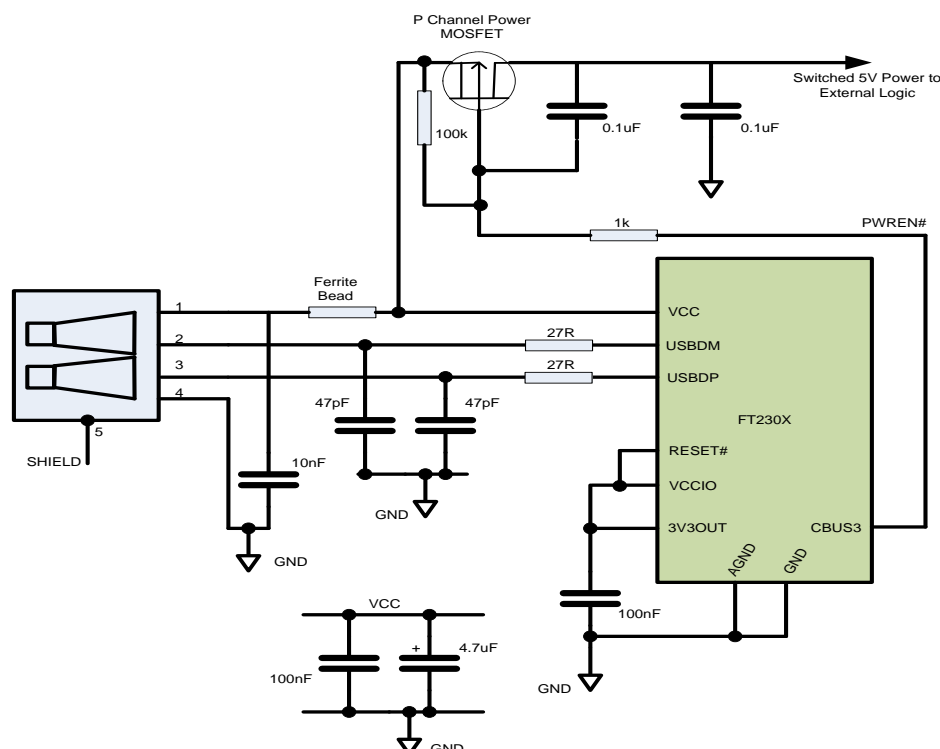 P Channel Power
MOSFET
Switched 5V Power to
External Logic
0.1uF
0.1uF
100k
1k
PWREN#
Ferrite
Bead
1
VCC
2
27R
USBDM
3
27R
USBDP
4
47pF
47pF
FT230X
5
SHIELD
10nF
RESET#
VCCIO
GND
3V3OUT
CBUS3
GND
AGND
GND
100nF
VCC
4.7uF
+
100nF
GND
GND